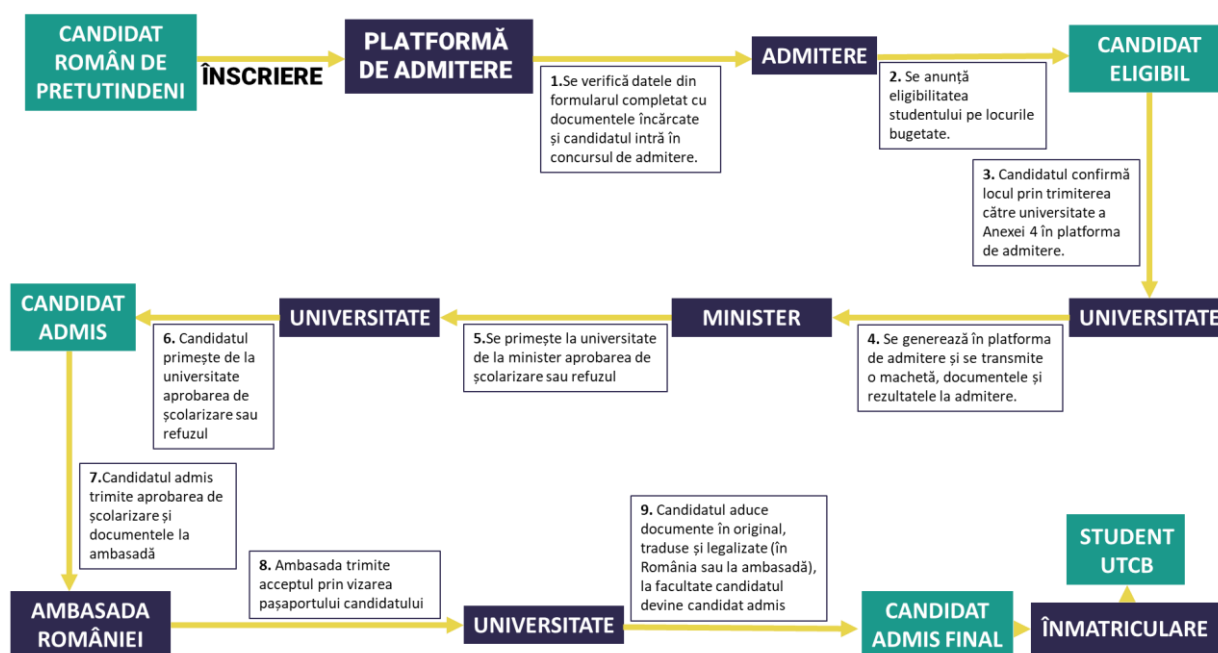 CANDIDAT
ROMÂN DE
PRETUTINDENI
ÎNSCRIERE
PLATFORMĂ
DE ADMITERE
1.Se verifică datele din
formularul completat cu
documentele încărcate
și candidatul intră în
concursul de admitere.
ADMITERE
2. Se anunță
eligibilitatea
studentului pe locurile
bugetate.
CANDIDAT
ELIGIBIL
3. Candidatul confirmă
locul prin trimiterea
către universitate a
Anexei 4 în platforma
de admitere.
UNIVERSITATE
4. Se generează în platforma
de admitere și se transmite
o machetă, documentele și
rezultatele la admitere.
MINISTER
5.Se primește la universitate
de la minister aprobarea de
școlarizare sau refuzul
UNIVERSITATE
6. Candidatul
primește de la
universitate
aprobarea de
școlarizare sau
refuzul
CANDIDAT
ADMIS
7.Candidatul admis
trimite aprobarea de
școlarizare și
documentele la
ambasadă
AMBASADA
ROMÂNIEI
8. Ambasada trimite
acceptul prin vizarea
pașaportului candidatului
UNIVERSITATE
9. Candidatul aduce
documente în original,
traduse și legalizate (în
România sau la ambasadă),
la facultate candidatul
devine candidat admis
CANDIDAT
ADMIS FINAL
ÎNMATRICULARE
STUDENT
UTCB